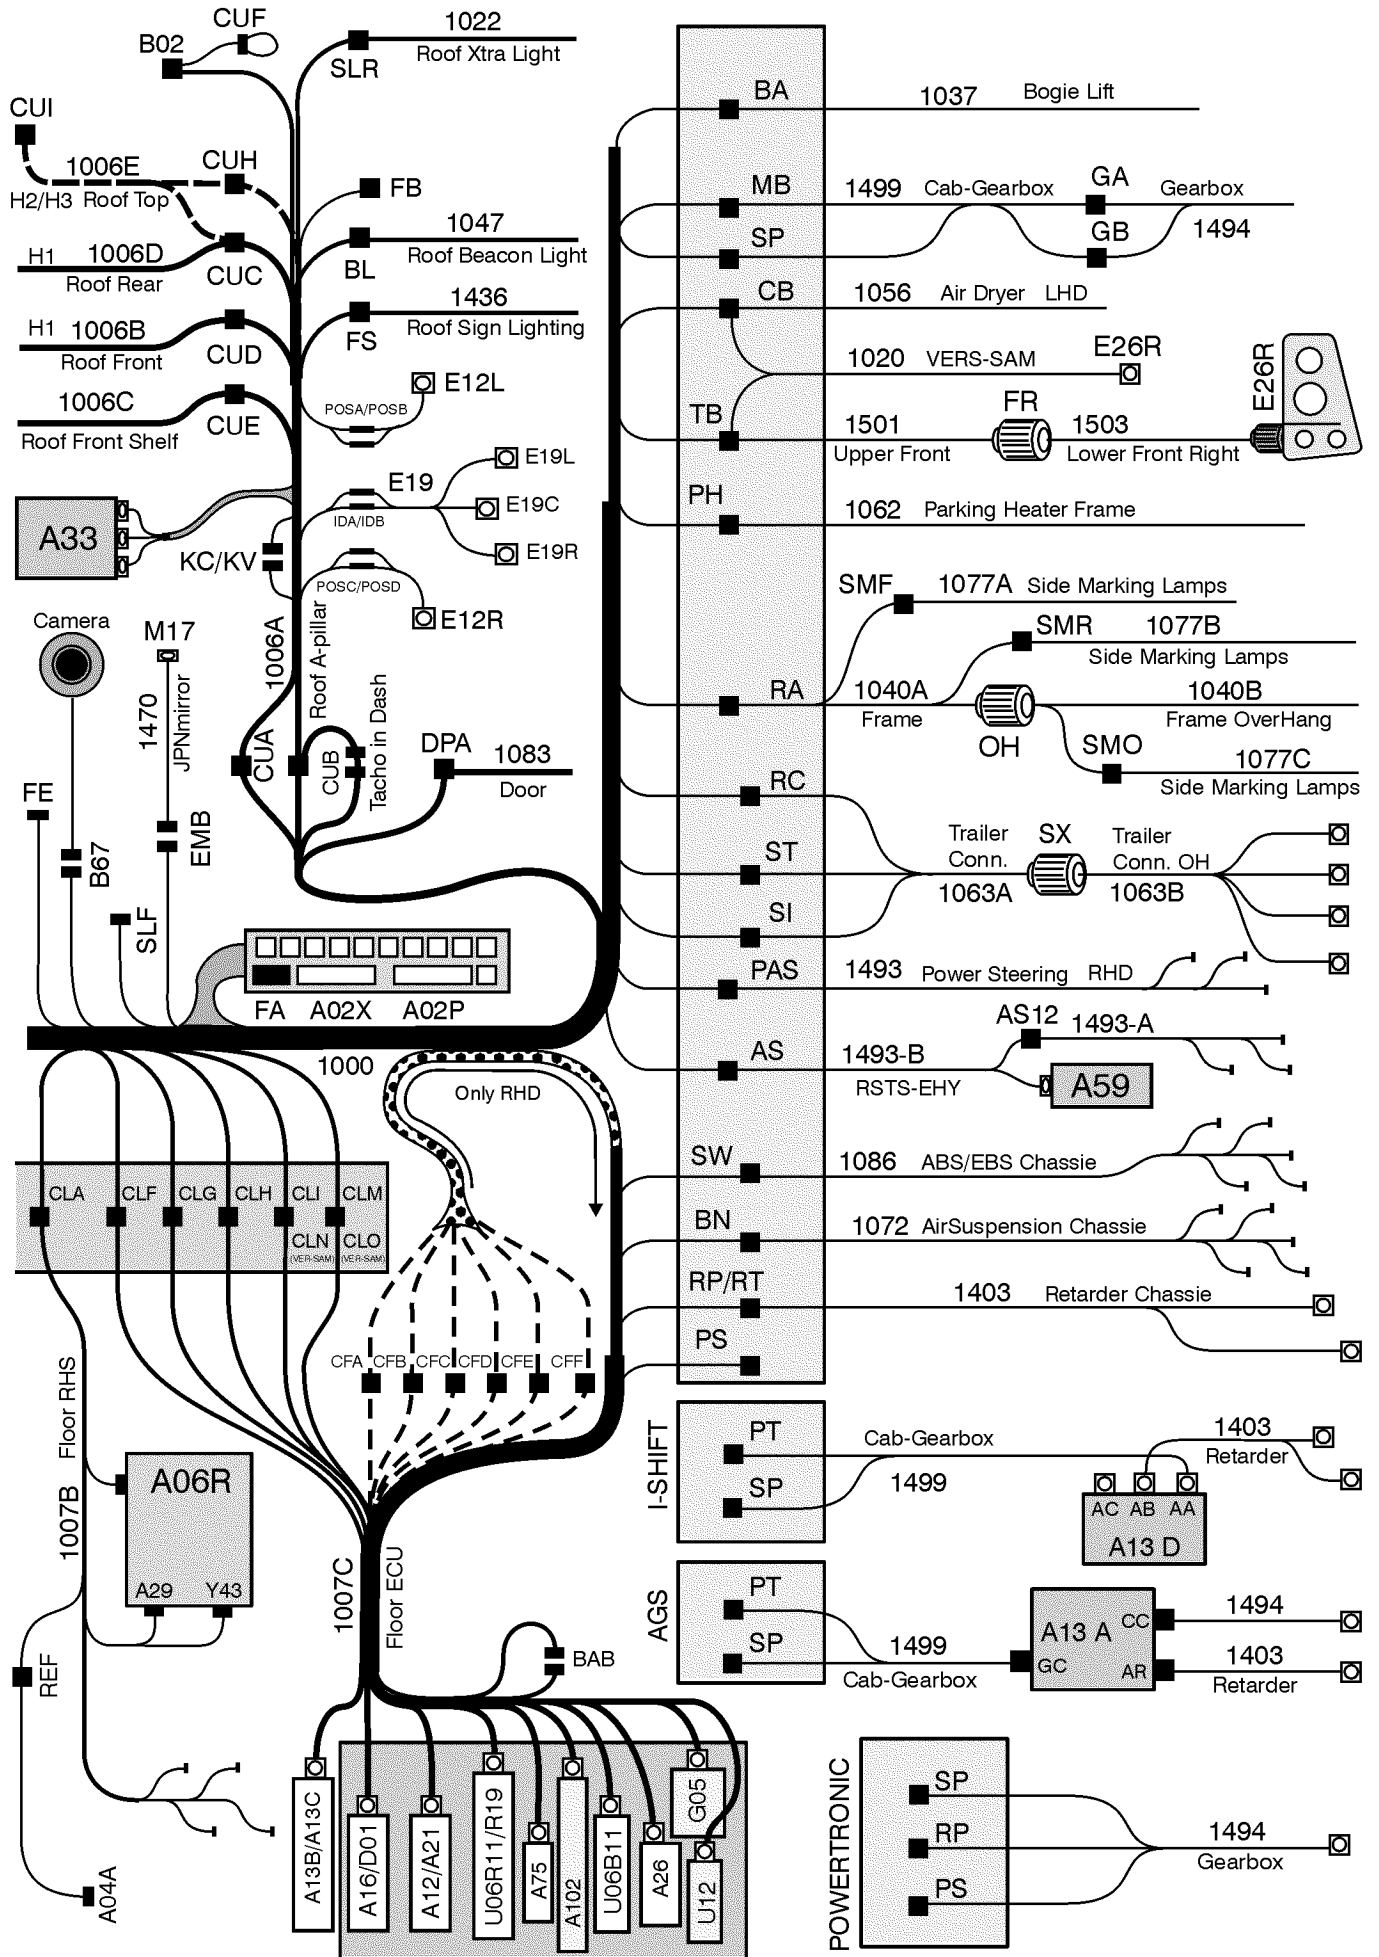 CUF
B02
1022
Roof Xtra Light
SLR
CUI
1006E
H2/H3 Roof Top
CUH
FB
H1 1006D
Roof Rear
CUC
1047
Roof Beacon Light
BL
H1 1006B
Roof Front
CUD
1436
Roof Sign Lighting
FS
1006C
Roof Front Shelf
CUE
POSA/POSB
E12L
A33
KC/KV
IDA/IDB
E19
E19L
E19C
E19R
POSC/POSD
E12R
Camera
M17
1470
JPNmirror
1006A
Roof A-pillar
CUA
CUB
Tacho in Dash
DPA
1083
Door
FE
B67
EMB
SLF
FA A02X A02P
1000
Only RHD
CLA
CLF
CLG
CLH
CLI
CLM
CLN
(VER-SAM)
CLO
(VER-SAM)
CFA
CFB
CFC
CFD
CFE
CFF
1007B
Floor RHS
A06R
A29
Y43
REF
A04A
1007C
Floor ECU
BAB
A13B/A13C
A16/D01
A12/A21
U06R11/R19
A75
A102
U06B11
A26
G05
U12
BA
1037
Bogie Lift
MB
1499
Cab-Gearbox
GA
Gearbox
SP
GB
1494
CB
1056
Air Dryer LHD
1020
VERS-SAM
E26R
E26R
TB
1501
Upper Front
FR
1503
Lower Front Right
PH
1062
Parking Heater Frame
SMF
1077A
Side Marking Lamps
SMR
1077B
Side Marking Lamps
RA
1040A
Frame
OH
1040B
Frame OverHang
SMO
1077C
Side Marking Lamps
RC
ST
SI
Trailer
Conn.
1063A
SX
Trailer
Conn. OH
1063B
PAS
1493
Power Steering RHD
AS
1493-B
RSTS-EHY
AS12
1493-A
A59
SW
1086
ABS/EBS Chassie
BN
1072
AirSuspension Chassie
RP/RT
1403
Retarder Chassie
PS
I-SHIFT
PT
SP
Cab-Gearbox
1499
1403
Retarder
AC AB AA
A13 D
AGS
PT
SP
1499
Cab-Gearbox
A13 A
GC
CC
AR
1494
1403
Retarder
POWERTRONIC
SP
RP
PS
1494
Gearbox